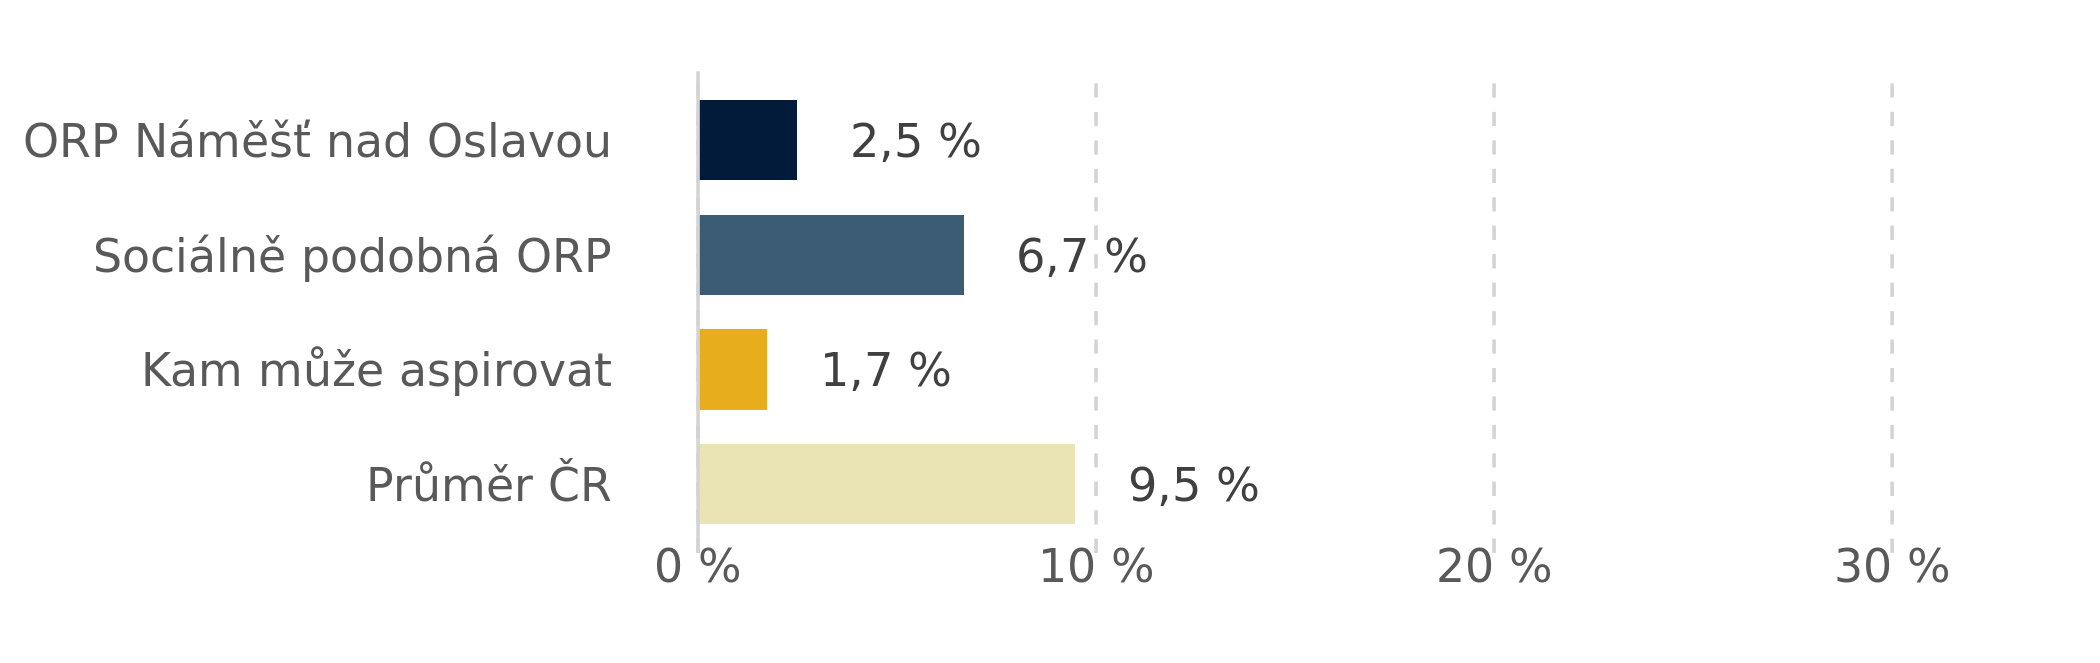 ORP Náměšť nad Oslavou 2,5 %
Sociálně podobná ORP 6,7 %
Kam může aspirovat 1,7 %
Průměr ČR 9,5 %
0 % 10 % 20 % 30 %